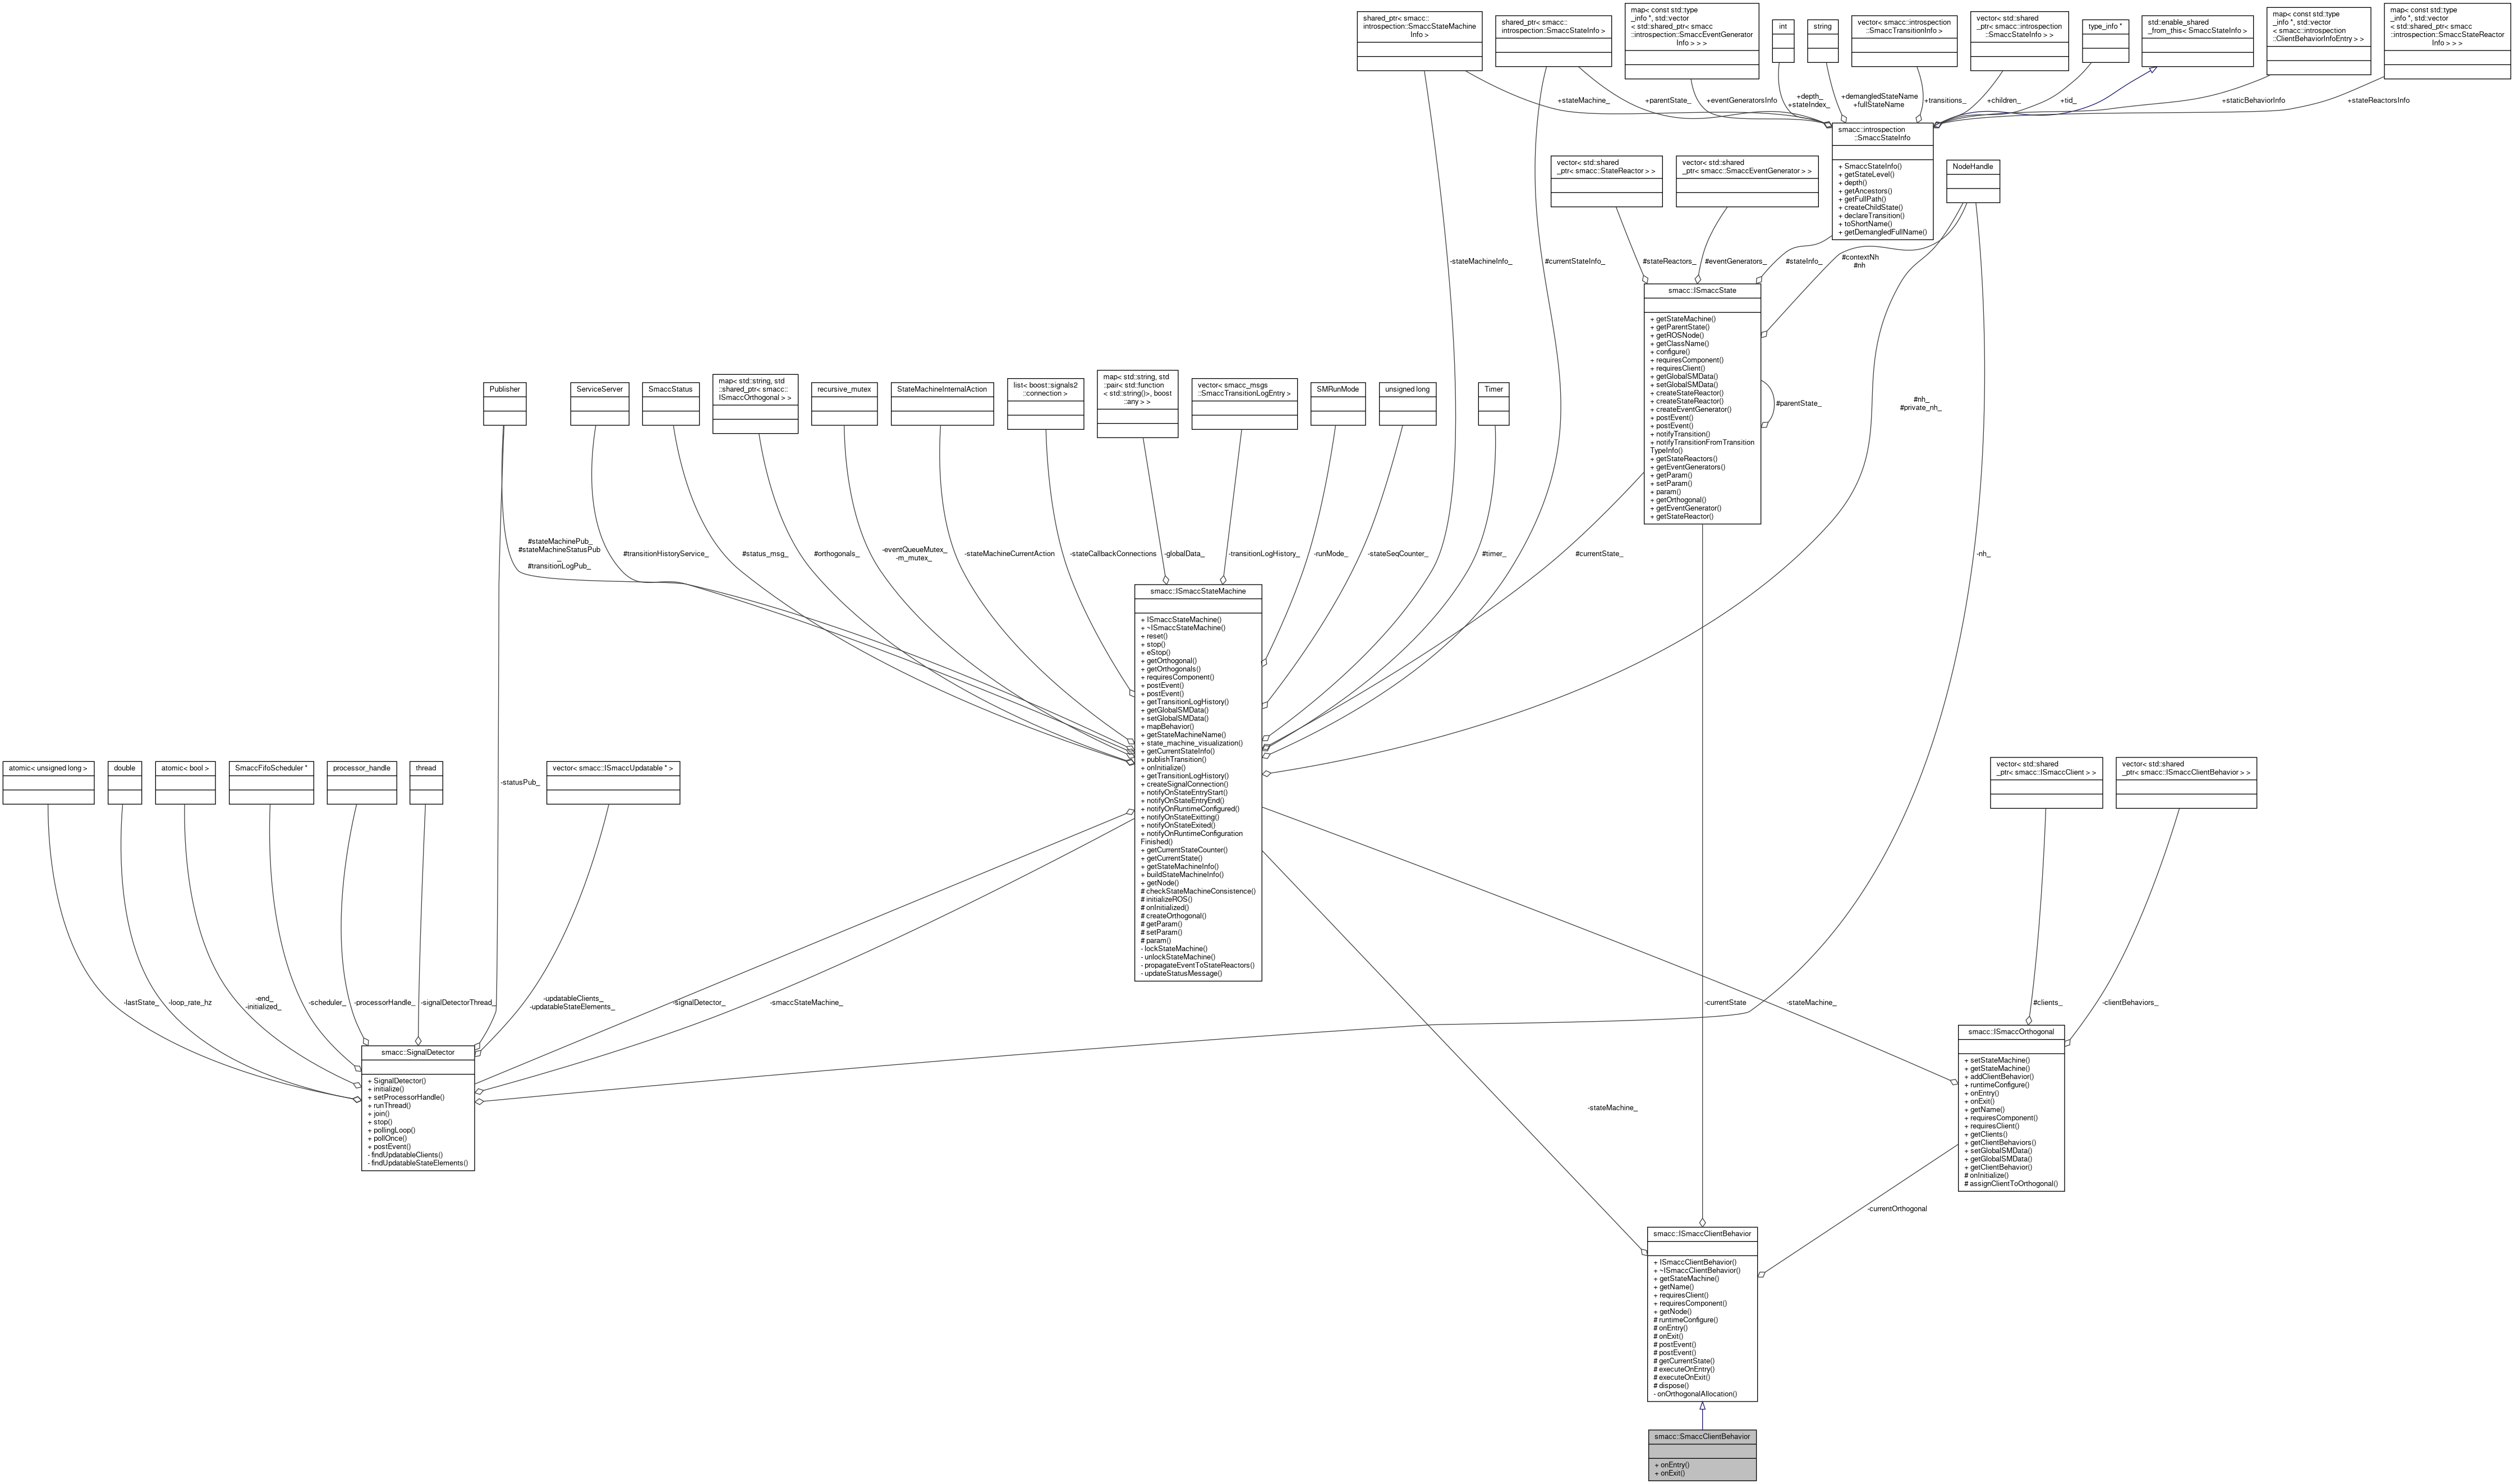 shared_ptr< smacc::
introspection::SmaccStateMachine
Info >
shared_ptr< smacc::
introspection::SmaccStateInfo >
map< const std::type
_info *, std::vector
< std::shared_ptr< smacc
::introspection::SmaccEventGenerator
Info > > >
int
string
vector< smacc::introspection
::SmaccTransitionInfo >
vector< std::shared
_ptr< smacc::introspection
::SmaccStateInfo > >
type_info *
std::enable_shared
_from_this< SmaccStateInfo >
map< const std::type
_info *, std::vector
< smacc::introspection
::ClientBehaviorInfoEntry > >
map< const std::type
_info *, std::vector
< std::shared_ptr< smacc
::introspection::SmaccStateReactor
Info > > >
+stateMachine_
+parentState_
+eventGeneratorsInfo
+depth_
+stateIndex_
+demangledStateName
+fullStateName
+transitions_
+children_
+tid_
+staticBehaviorInfo
+stateReactorsInfo
smacc::introspection
::SmaccStateInfo
+ SmaccStateInfo()
+ getStateLevel()
+ depth()
+ getAncestors()
+ getFullPath()
+ createChildState()
+ declareTransition()
+ toShortName()
+ getDemangledFullName()
vector< std::shared
_ptr< smacc::StateReactor > >
vector< std::shared
_ptr< smacc::SmaccEventGenerator > >
NodeHandle
-stateMachineInfo_
#currentStateInfo_
#stateReactors_
#eventGenerators_
#stateInfo_
#contextNh
#nh
smacc::ISmaccState
+ getStateMachine()
+ getParentState()
+ getROSNode()
+ getClassName()
+ configure()
+ requiresComponent()
+ requiresClient()
+ getGlobalSMData()
+ setGlobalSMData()
+ createStateReactor()
+ createStateReactor()
+ createEventGenerator()
+ postEvent()
+ postEvent()
+ notifyTransition()
+ notifyTransitionFromTransition
TypeInfo()
+ getStateReactors()
+ getEventGenerators()
+ getParam()
+ setParam()
+ param()
+ getOrthogonal()
+ getEventGenerator()
+ getStateReactor()
#parentState_
#nh_
#private_nh_
Publisher
ServiceServer
SmaccStatus
map< std::string, std
::shared_ptr< smacc::
ISmaccOrthogonal > >
recursive_mutex
StateMachineInternalAction
list< boost::signals2
::connection >
map< std::string, std
::pair< std::function
< std::string()>, boost
::any > >
vector< smacc_msgs
::SmaccTransitionLogEntry >
SMRunMode
unsigned long
Timer
#stateMachinePub_
#stateMachineStatusPub
_
#transitionLogPub_
#transitionHistoryService_
#status_msg_
#orthogonals_
-eventQueueMutex_
-m_mutex_
-stateMachineCurrentAction
-stateCallbackConnections
-globalData_
-transitionLogHistory_
-runMode_
-stateSeqCounter_
#timer_
#currentState_
-nh_
smacc::ISmaccStateMachine
+ ISmaccStateMachine()
+ ~ISmaccStateMachine()
+ reset()
+ stop()
+ eStop()
+ getOrthogonal()
+ getOrthogonals()
+ requiresComponent()
+ postEvent()
+ postEvent()
+ getTransitionLogHistory()
+ getGlobalSMData()
+ setGlobalSMData()
+ mapBehavior()
+ getStateMachineName()
+ state_machine_visualization()
+ getCurrentStateInfo()
+ publishTransition()
+ onInitialize()
+ getTransitionLogHistory()
+ createSignalConnection()
+ notifyOnStateEntryStart()
+ notifyOnStateEntryEnd()
+ notifyOnRuntimeConfigured()
+ notifyOnStateExitting()
+ notifyOnStateExited()
+ notifyOnRuntimeConfiguration
Finished()
+ getCurrentStateCounter()
+ getCurrentState()
+ getStateMachineInfo()
+ buildStateMachineInfo()
+ getNode()
# checkStateMachineConsistence()
# initializeROS()
# onInitialized()
# createOrthogonal()
# getParam()
# setParam()
# param()
- lockStateMachine()
- unlockStateMachine()
- propagateEventToStateReactors()
- updateStatusMessage()
atomic< unsigned long >
double
atomic< bool >
SmaccFifoScheduler *
processor_handle
thread
-statusPub_
vector< smacc::ISmaccUpdatable * >
vector< std::shared
_ptr< smacc::ISmaccClient > >
vector< std::shared
_ptr< smacc::ISmaccClientBehavior > >
-lastState_
-loop_rate_hz
-end_
-initialized_
-scheduler_
-processorHandle_
-signalDetectorThread_
-updatableClients_
-updatableStateElements_
-signalDetector_
-smaccStateMachine_
-currentState
-stateMachine_
#clients_
-clientBehaviors_
smacc::SignalDetector
+ SignalDetector()
+ initialize()
+ setProcessorHandle()
+ runThread()
+ join()
+ stop()
+ pollingLoop()
+ pollOnce()
+ postEvent()
- findUpdatableClients()
- findUpdatableStateElements()
smacc::ISmaccOrthogonal
+ setStateMachine()
+ getStateMachine()
+ addClientBehavior()
+ runtimeConfigure()
+ onEntry()
+ onExit()
+ getName()
+ requiresComponent()
+ requiresClient()
+ getClients()
+ getClientBehaviors()
+ setGlobalSMData()
+ getGlobalSMData()
+ getClientBehavior()
# onInitialize()
# assignClientToOrthogonal()
-stateMachine_
-currentOrthogonal
smacc::ISmaccClientBehavior
+ ISmaccClientBehavior()
+ ~ISmaccClientBehavior()
+ getStateMachine()
+ getName()
+ requiresClient()
+ requiresComponent()
+ getNode()
# runtimeConfigure()
# onEntry()
# onExit()
# postEvent()
# postEvent()
# getCurrentState()
# executeOnEntry()
# executeOnExit()
# dispose()
- onOrthogonalAllocation()
smacc::SmaccClientBehavior
+ onEntry()
+ onExit()